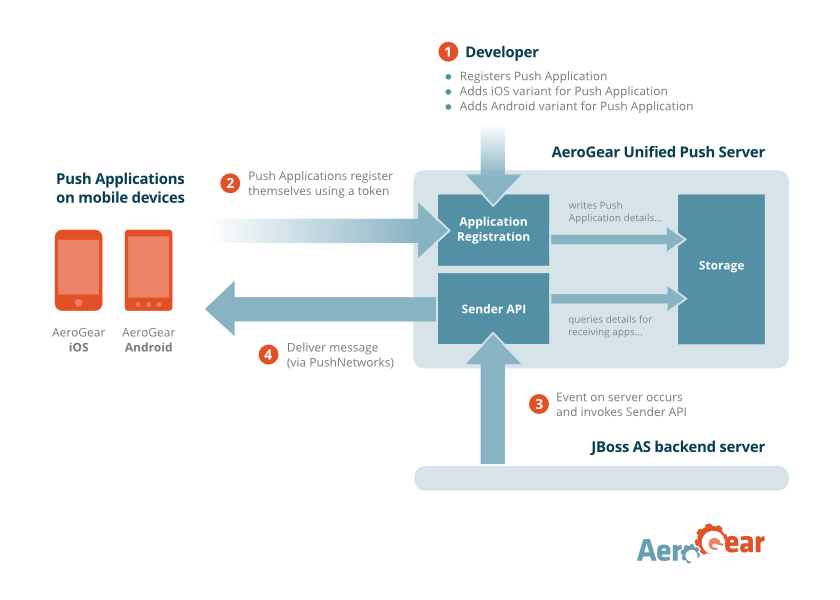 1 Developer
Registers Push Application
Adds iOS variant for Push Application
Adds Android variant for Push Application
AeroGear Unified Push Server
Push Applications
on mobile devices
2 Push Applications register
themselves using a token
Application
Registration
writes Push
Application details...
Storage
Sender API
queries details for
receiving apps...
AeroGear
iOS
AeroGear
Android
4 Deliver message
(via PushNetworks)
3 Event on server occurs
and invokes Sender API
JBoss AS backend server
AeroGear